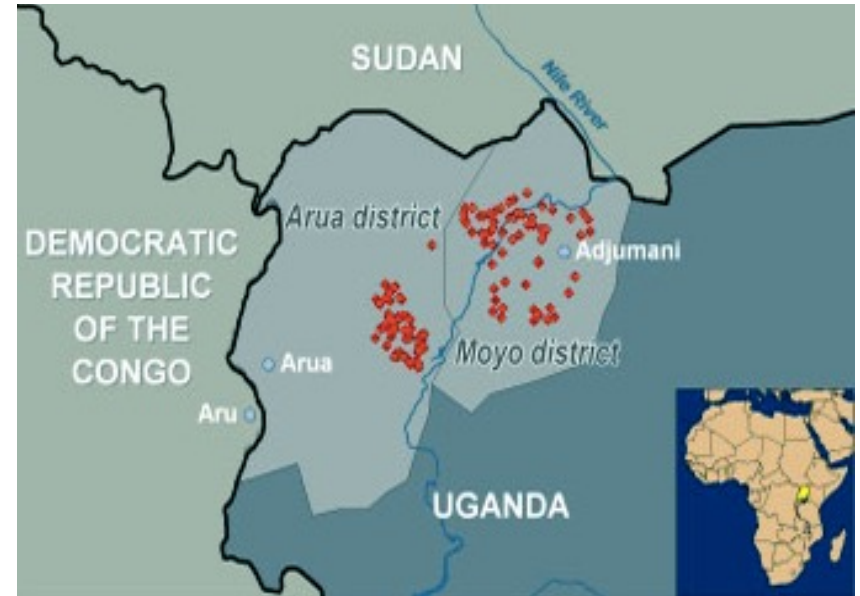 SUDAN
Nile River
Arua district
DEMOCRATIC
REPUBLIC
OF THE
CONGO
Adjumani
Moyo district
Arua
Aru
UGANDA